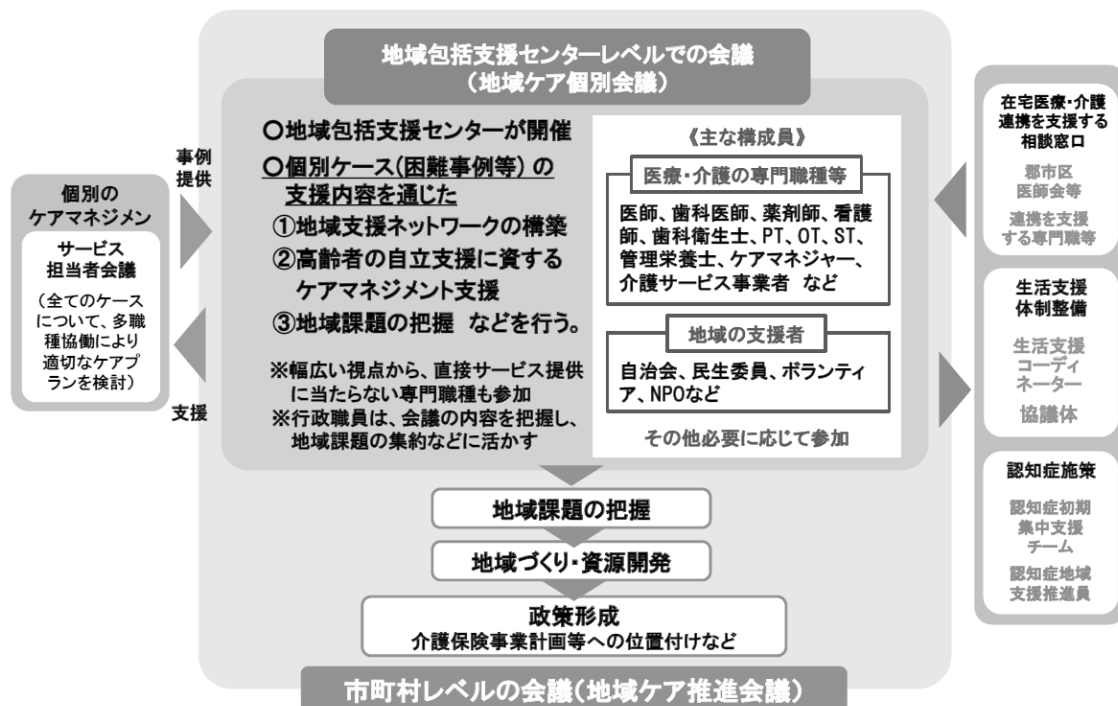 地域包括支援センターレベルでの会議
(地域ケア個別会議)
事例
提供
個別の
ケアマネジメン
サービス
担当者会議
(全てのケース
について、多職
種協働により
適切なケアプ
ランを検討)
支援
〇地域包括支援センターが開催
〇個別ケース(困難事例等)の
支援内容を通じた
①地域支援ネットワークの構築
②高齢者の自立支援に資する
ケアマネジメント支援
③地域課題の把握 などを行う。
※幅広い視点から、直接サービス提供
に当たらない専門職種も参加
※行政職員は、会議の内容を把握し、
地域課題の集約などに活かす
《主な構成員》
医療・介護の専門職種等
医師、歯科医師、薬剤師、看護
師、歯科衛生士、PT、OT、ST、
管理栄養士、ケアマネジャー、
介護サービス事業者 など
地域の支援者
自治会、民生委員、ボランティ
ア、NPOなど
その他必要に応じて参加
在宅医療・介護
連携を支援する
相談窓口
郡市区
医師会等
連携を支援
する専門職等
生活支援
体制整備
生活支援
コーディ
ネーター
協議体
認知症施策
認知症初期
集中支援
チーム
認知症地域
支援推進員
地域課題の把握
地域づくり・資源開発
政策形成
介護保険事業計画等への位置付けなど
市町村レベルの会議(地域ケア推進会議)